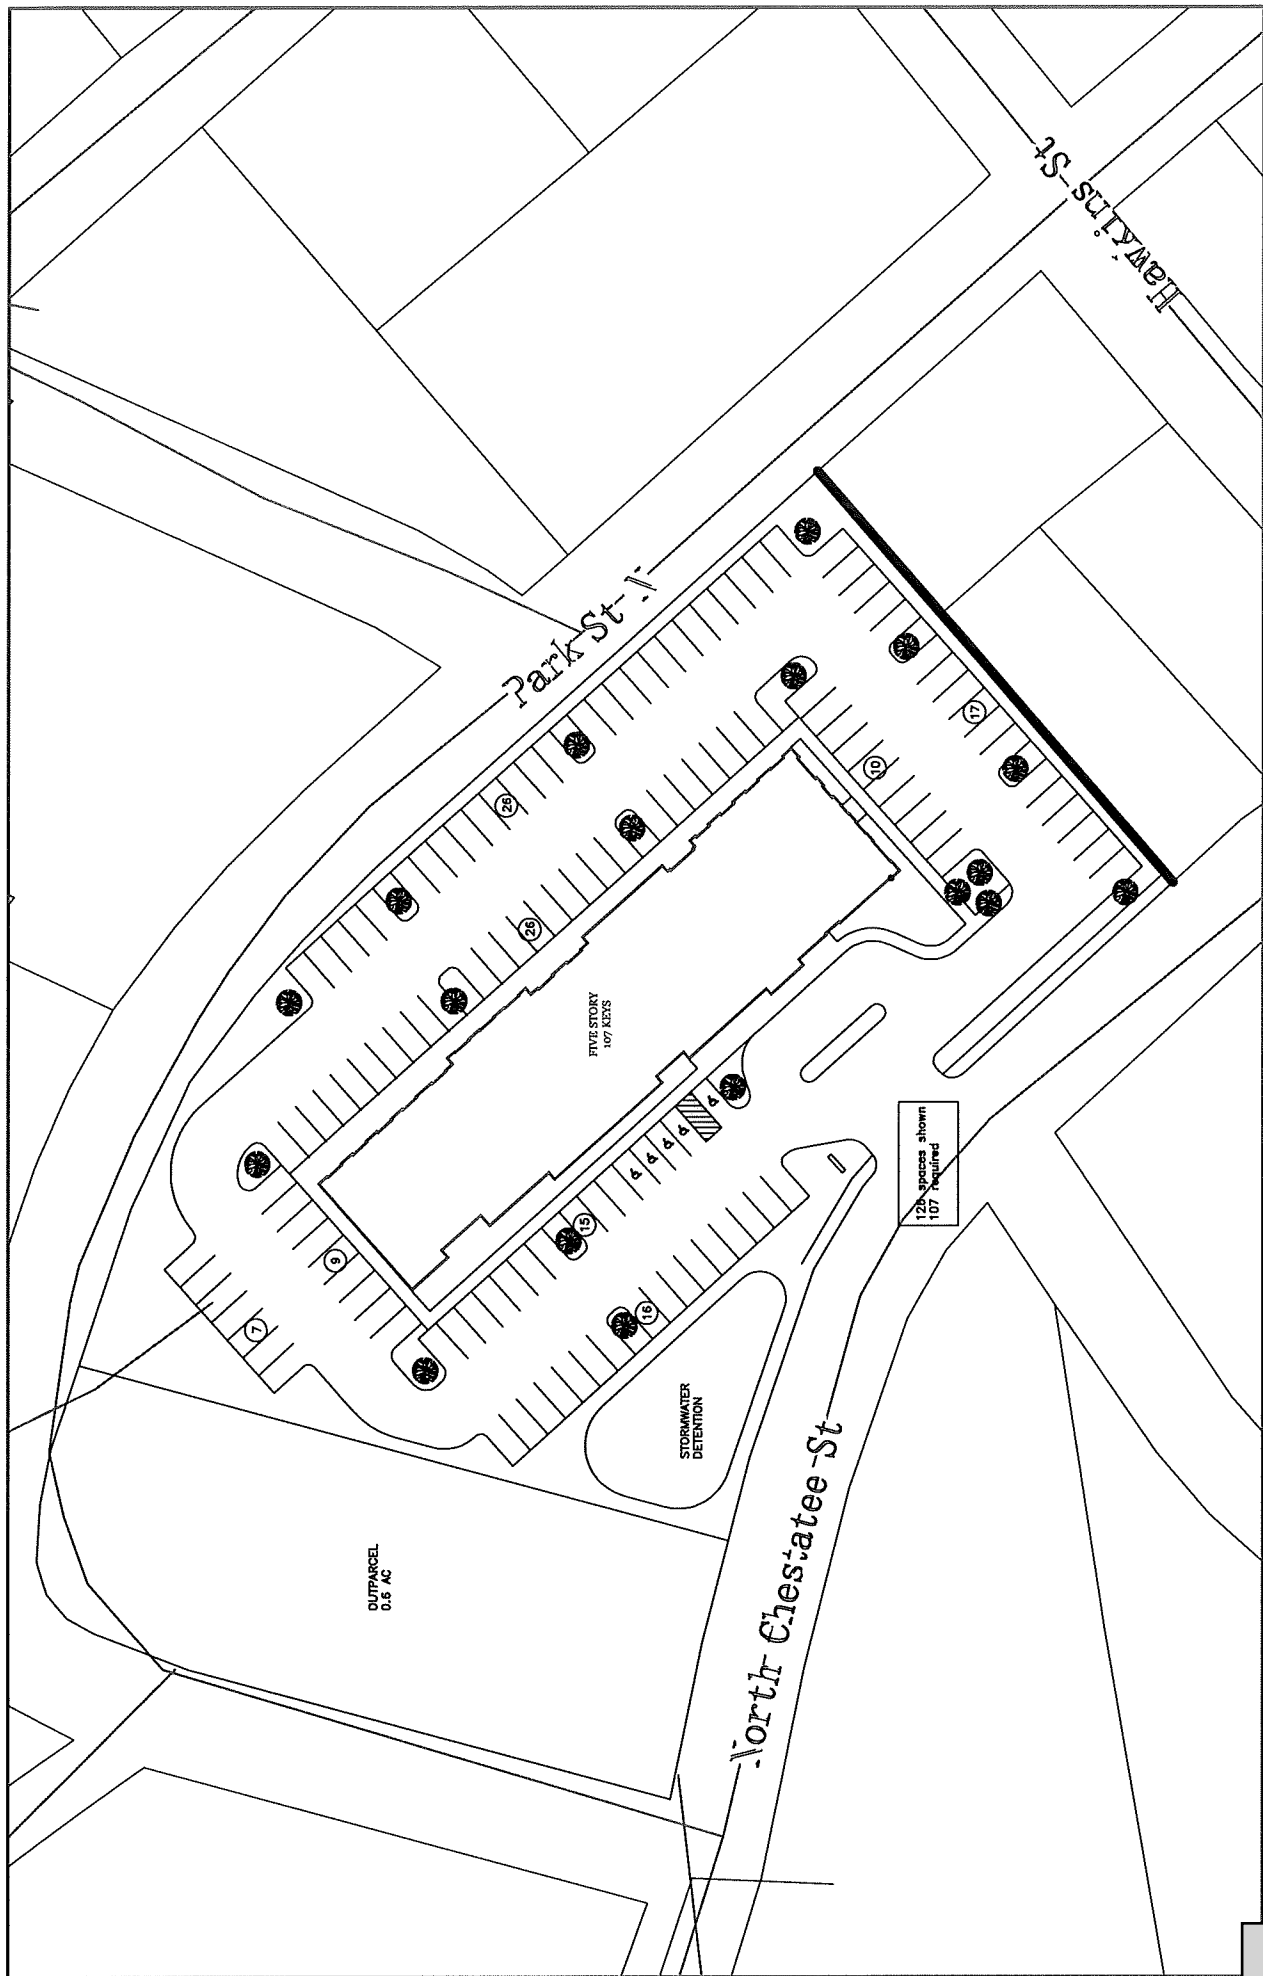 Hawkins St
Park St N
17
10
26
26
FIVE STORY
107 KEYS
9
7
15
16
126 spaces shown
107 required
STORMWATER
DETENTION
OUTPARCEL
0.6 AC
North Chestatee St